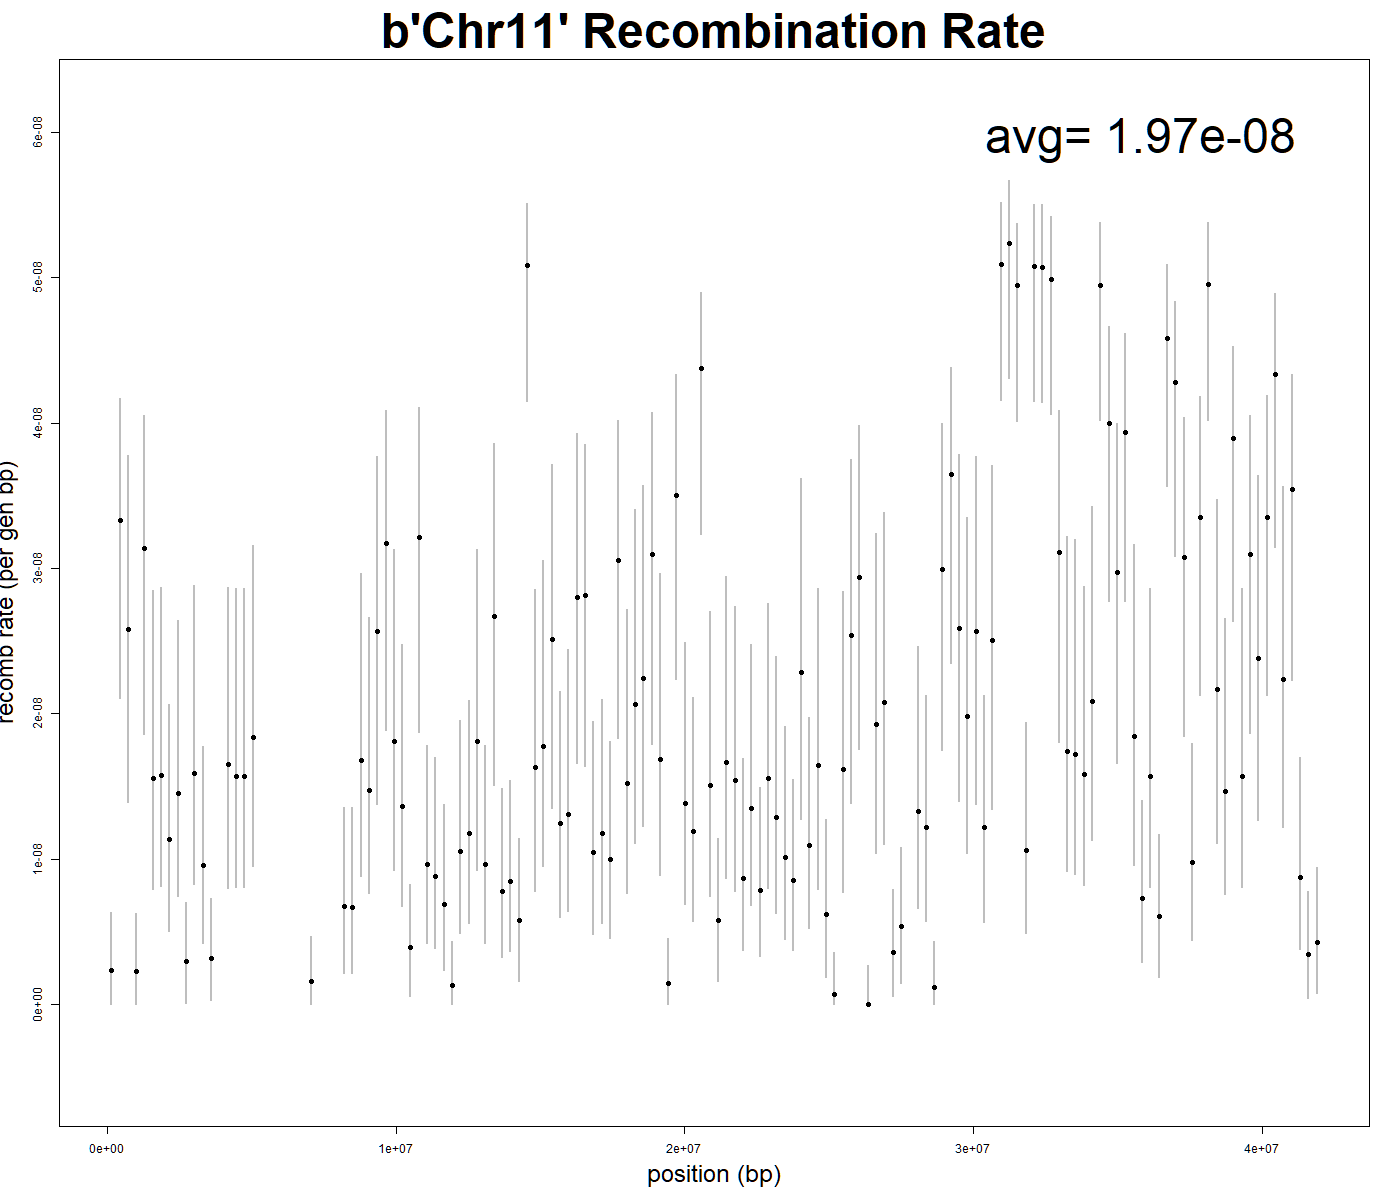 b'Chr11' Recombination Rate
avg= 1.97e-08
6e-08
5e-08
4e-08
3e-08
2e-08
1e-08
0e+00
recomb rate (per gen bp)
0e+00 1e+07 2e+07 3e+07 4e+07
position (bp)